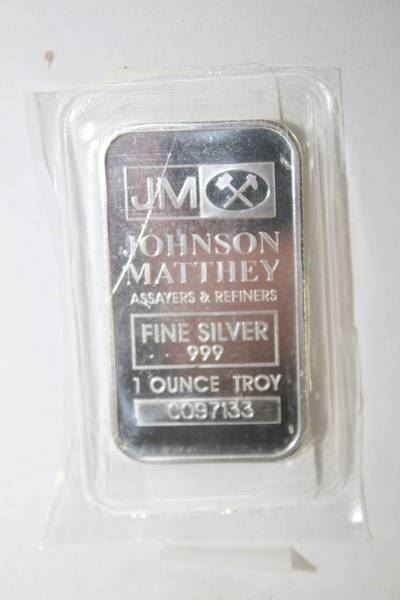 JM
JOHNSON
MATTHEY
ASSAYERS & REFINERS
FINE SILVER
999
1 OUNCE TROY
C097133